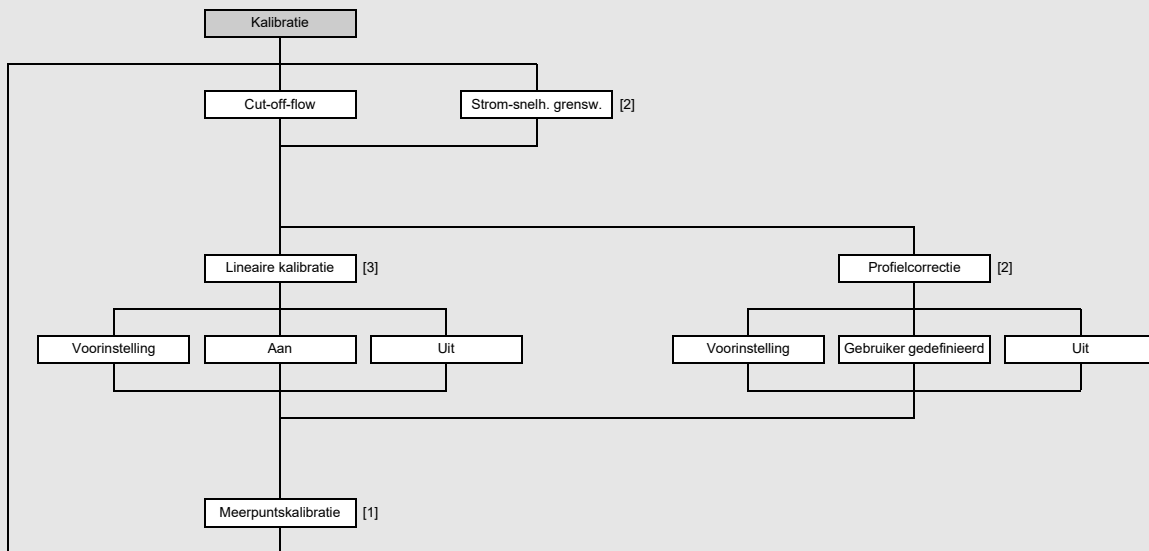 Kalibratie
Cut-off-flow
Strom-snelh. grensw. [2]
Lineaire kalibratie [3]
Profielcorrectie [2]
Voorinstelling
Aan
Uit
Voorinstelling
Gebruiker gedefinieerd
Uit
Meerpuntskalibratie [1]